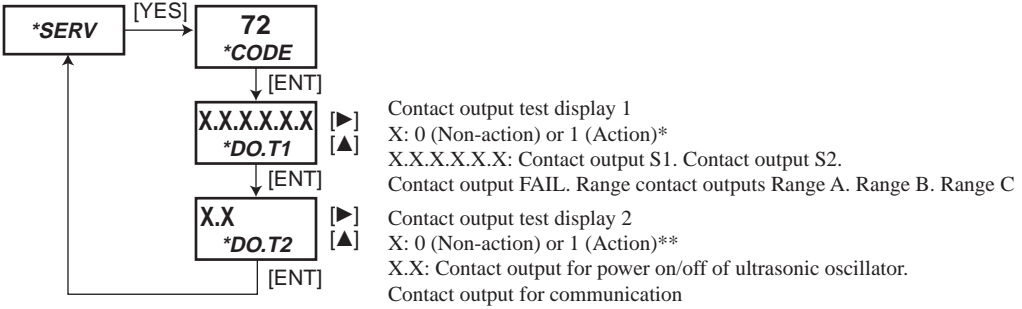 *SERV
[YES]
72
*CODE
[ENT]
X.X.X.X.X.X
*DO.T1
[►]
[▲]
Contact output test display 1
X: 0 (Non-action) or 1 (Action)*
X.X.X.X.X.X: Contact output S1. Contact output S2.
Contact output FAIL. Range contact outputs Range A. Range B. Range C
[ENT]
X.X
*DO.T2
[►]
[▲]
Contact output test display 2
X: 0 (Non-action) or 1 (Action)**
X.X: Contact output for power on/off of ultrasonic oscillator.
Contact output for communication
[ENT]